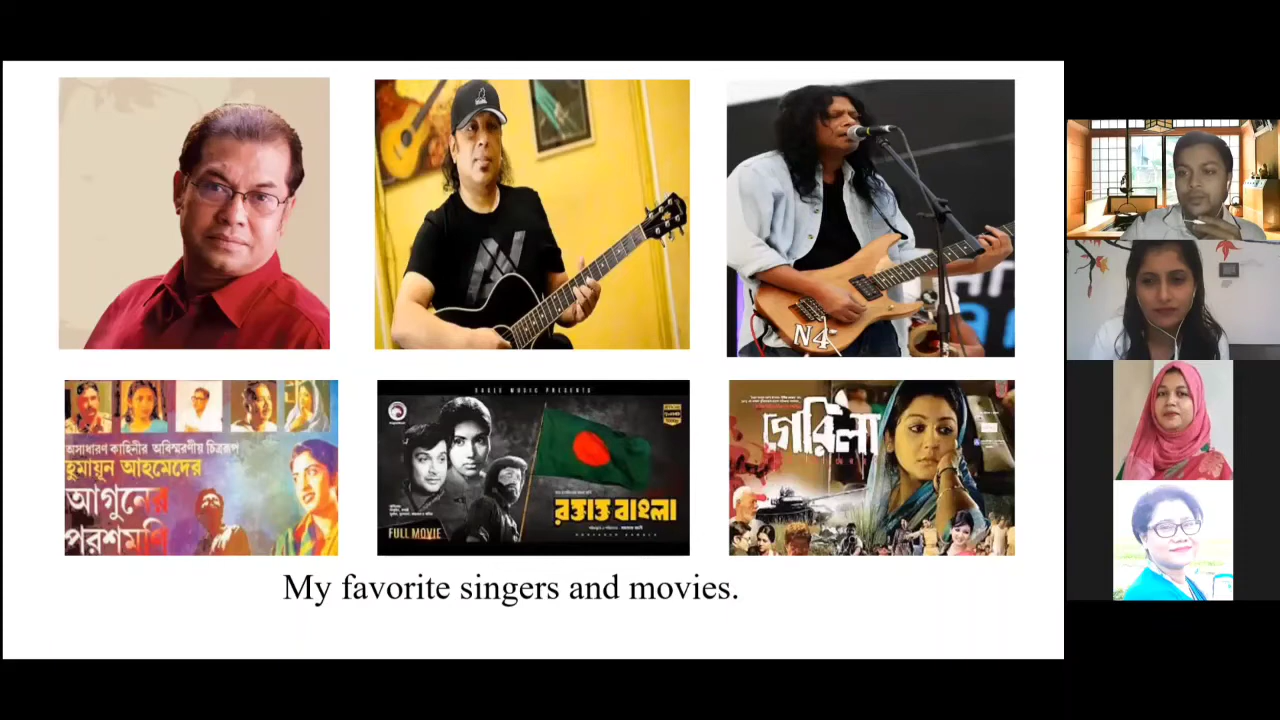 N4
অসাধারণ কাহিনীর অবিস্মরণীয় চিত্ররূপ
হুমায়ূন আহমেদের
আগুনের
পরশমণি
EAGLE MUSIC PRESENTS
রক্তাক্ত বাংলা
FULL MOVIE
গেরিলা
My favorite singers and movies.